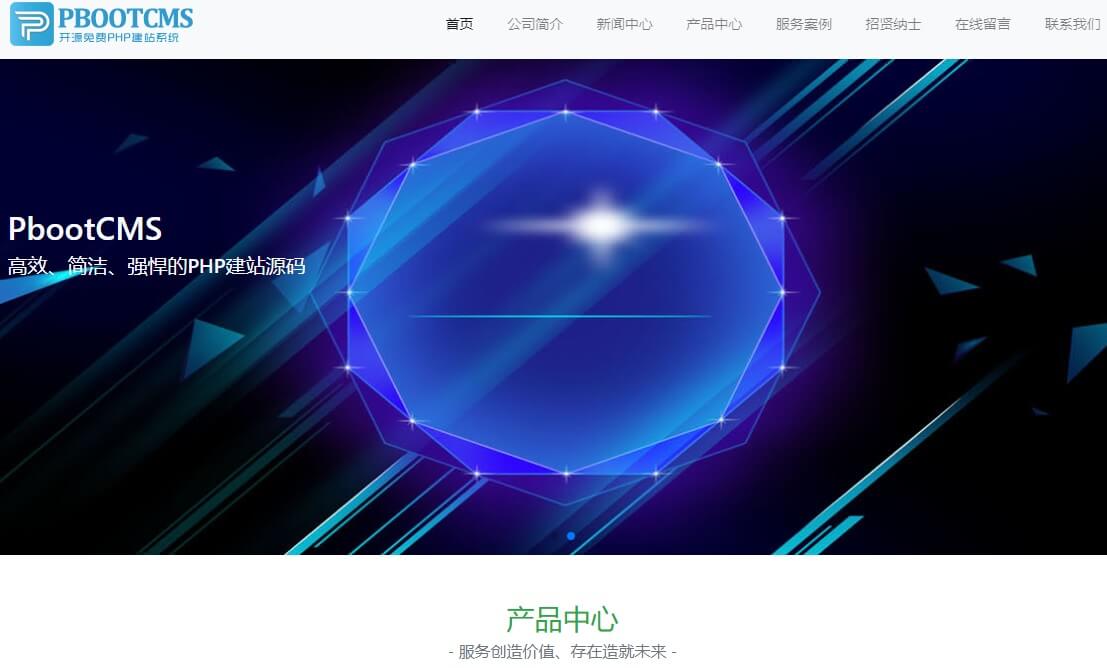 PBOOTCMS
开源免费PHP建站系统
首页 公司简介 新闻中心 产品中心 服务案例 招贤纳士 在线留言 联系我们
PbootCMS
高效、简洁、强悍的PHP建站源码
产品中心
- 服务创造价值、存在造就未来 -